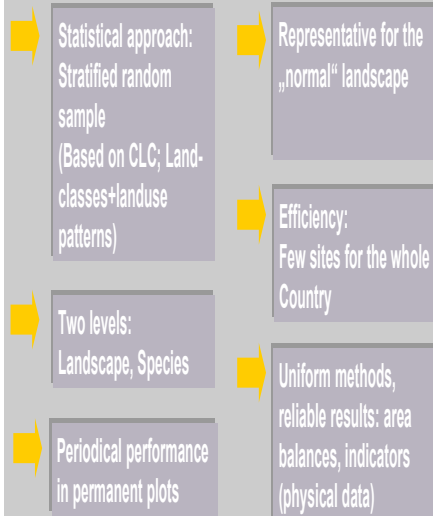 Statistical approach:
Stratified random
sample
(Based on CLC; Land-
classes+landuse
patterns)
Two levels:
Landscape, Species
Periodical performance
in permanent plots
Representative for the
„normal“ landscape
Efficiency:
Few sites for the whole
Country
Uniform methods,
reliable results: area
balances, indicators
(physical data)